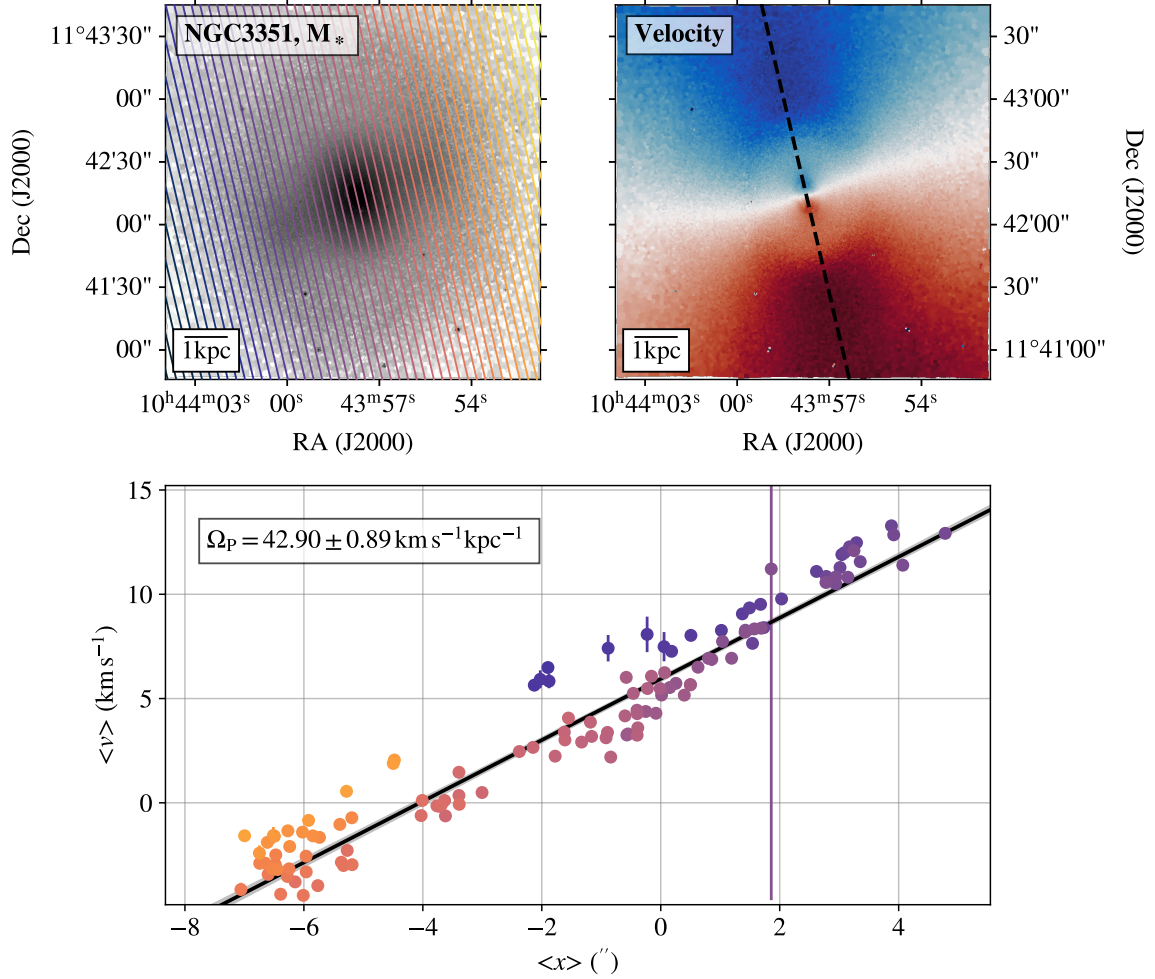 NGC3351, M*
11°43'30"
00"
42'30"
00"
41'30"
00"
Dec (J2000)
1kpc
10ʰ44ᵐ03ˢ 00ˢ 43ᵐ57ˢ 54ˢ
RA (J2000)
Velocity
30"
43'00"
30"
42'00"
30"
11°41'00"
Dec (J2000)
1kpc
10ʰ44ᵐ03ˢ 00ˢ 43ᵐ57ˢ 54ˢ
RA (J2000)
15
10
5
0
<v> (km s⁻¹)
Ω_P = 42.90 ± 0.89 km s⁻¹kpc⁻¹
−8 −6 −4 −2 0 2 4
<x> (′′)